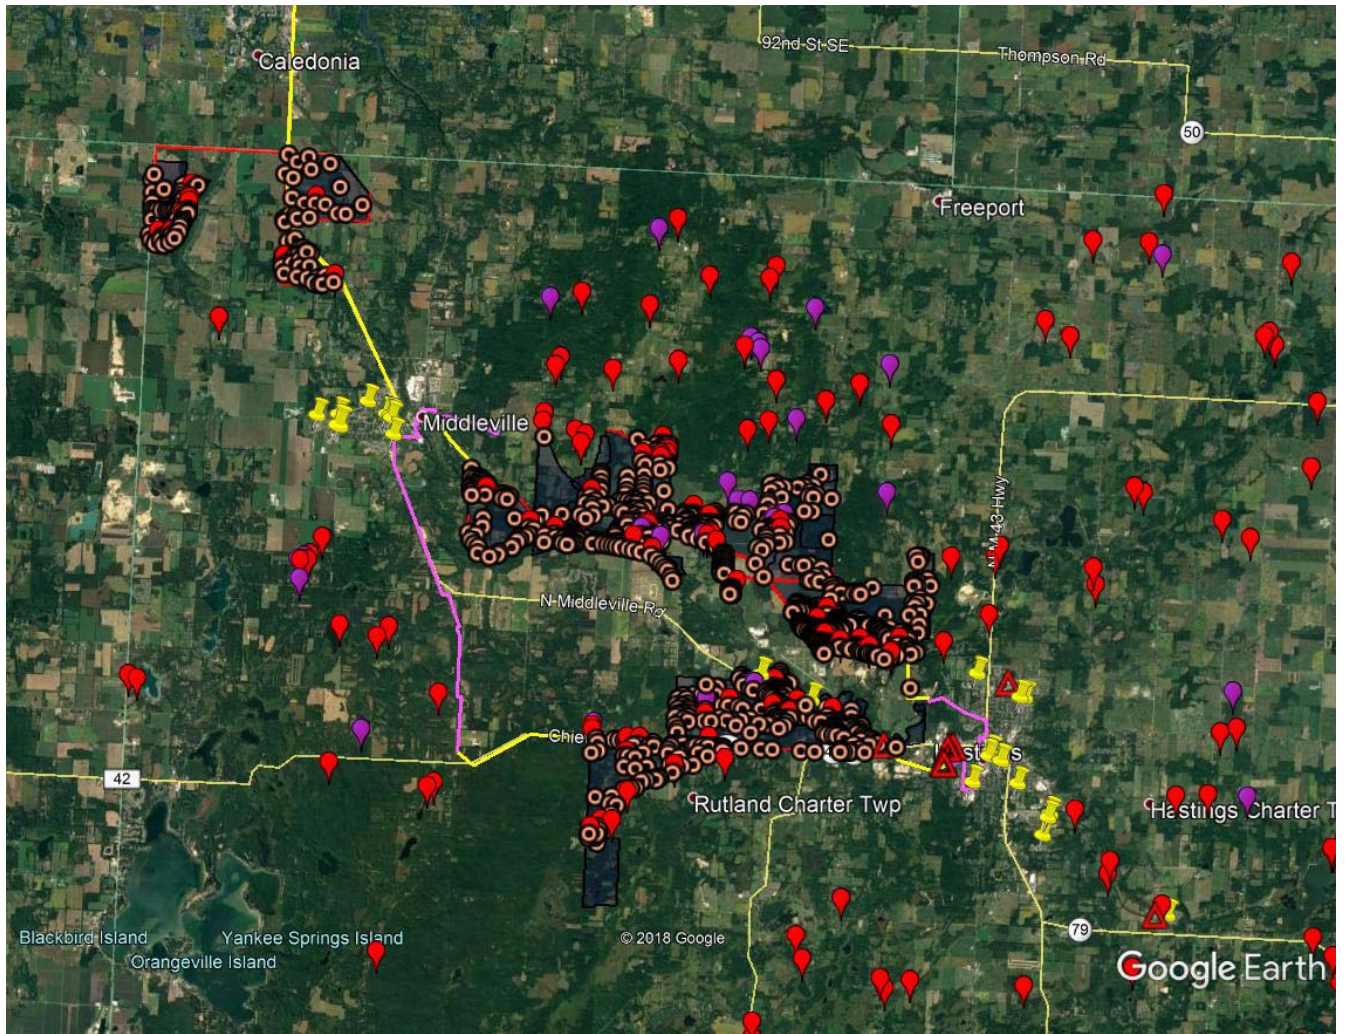 92nd St SE
Thompson Rd
Caledonia
50
Freeport
Middleville
N M 43 Hwy
N Middleville Rd
Chie
42
Rutland Charter Twp
Hastings Charter T
Blackbird Island
Yankee Springs Island
Orangeville Island
© 2018 Google
79
Google Earth